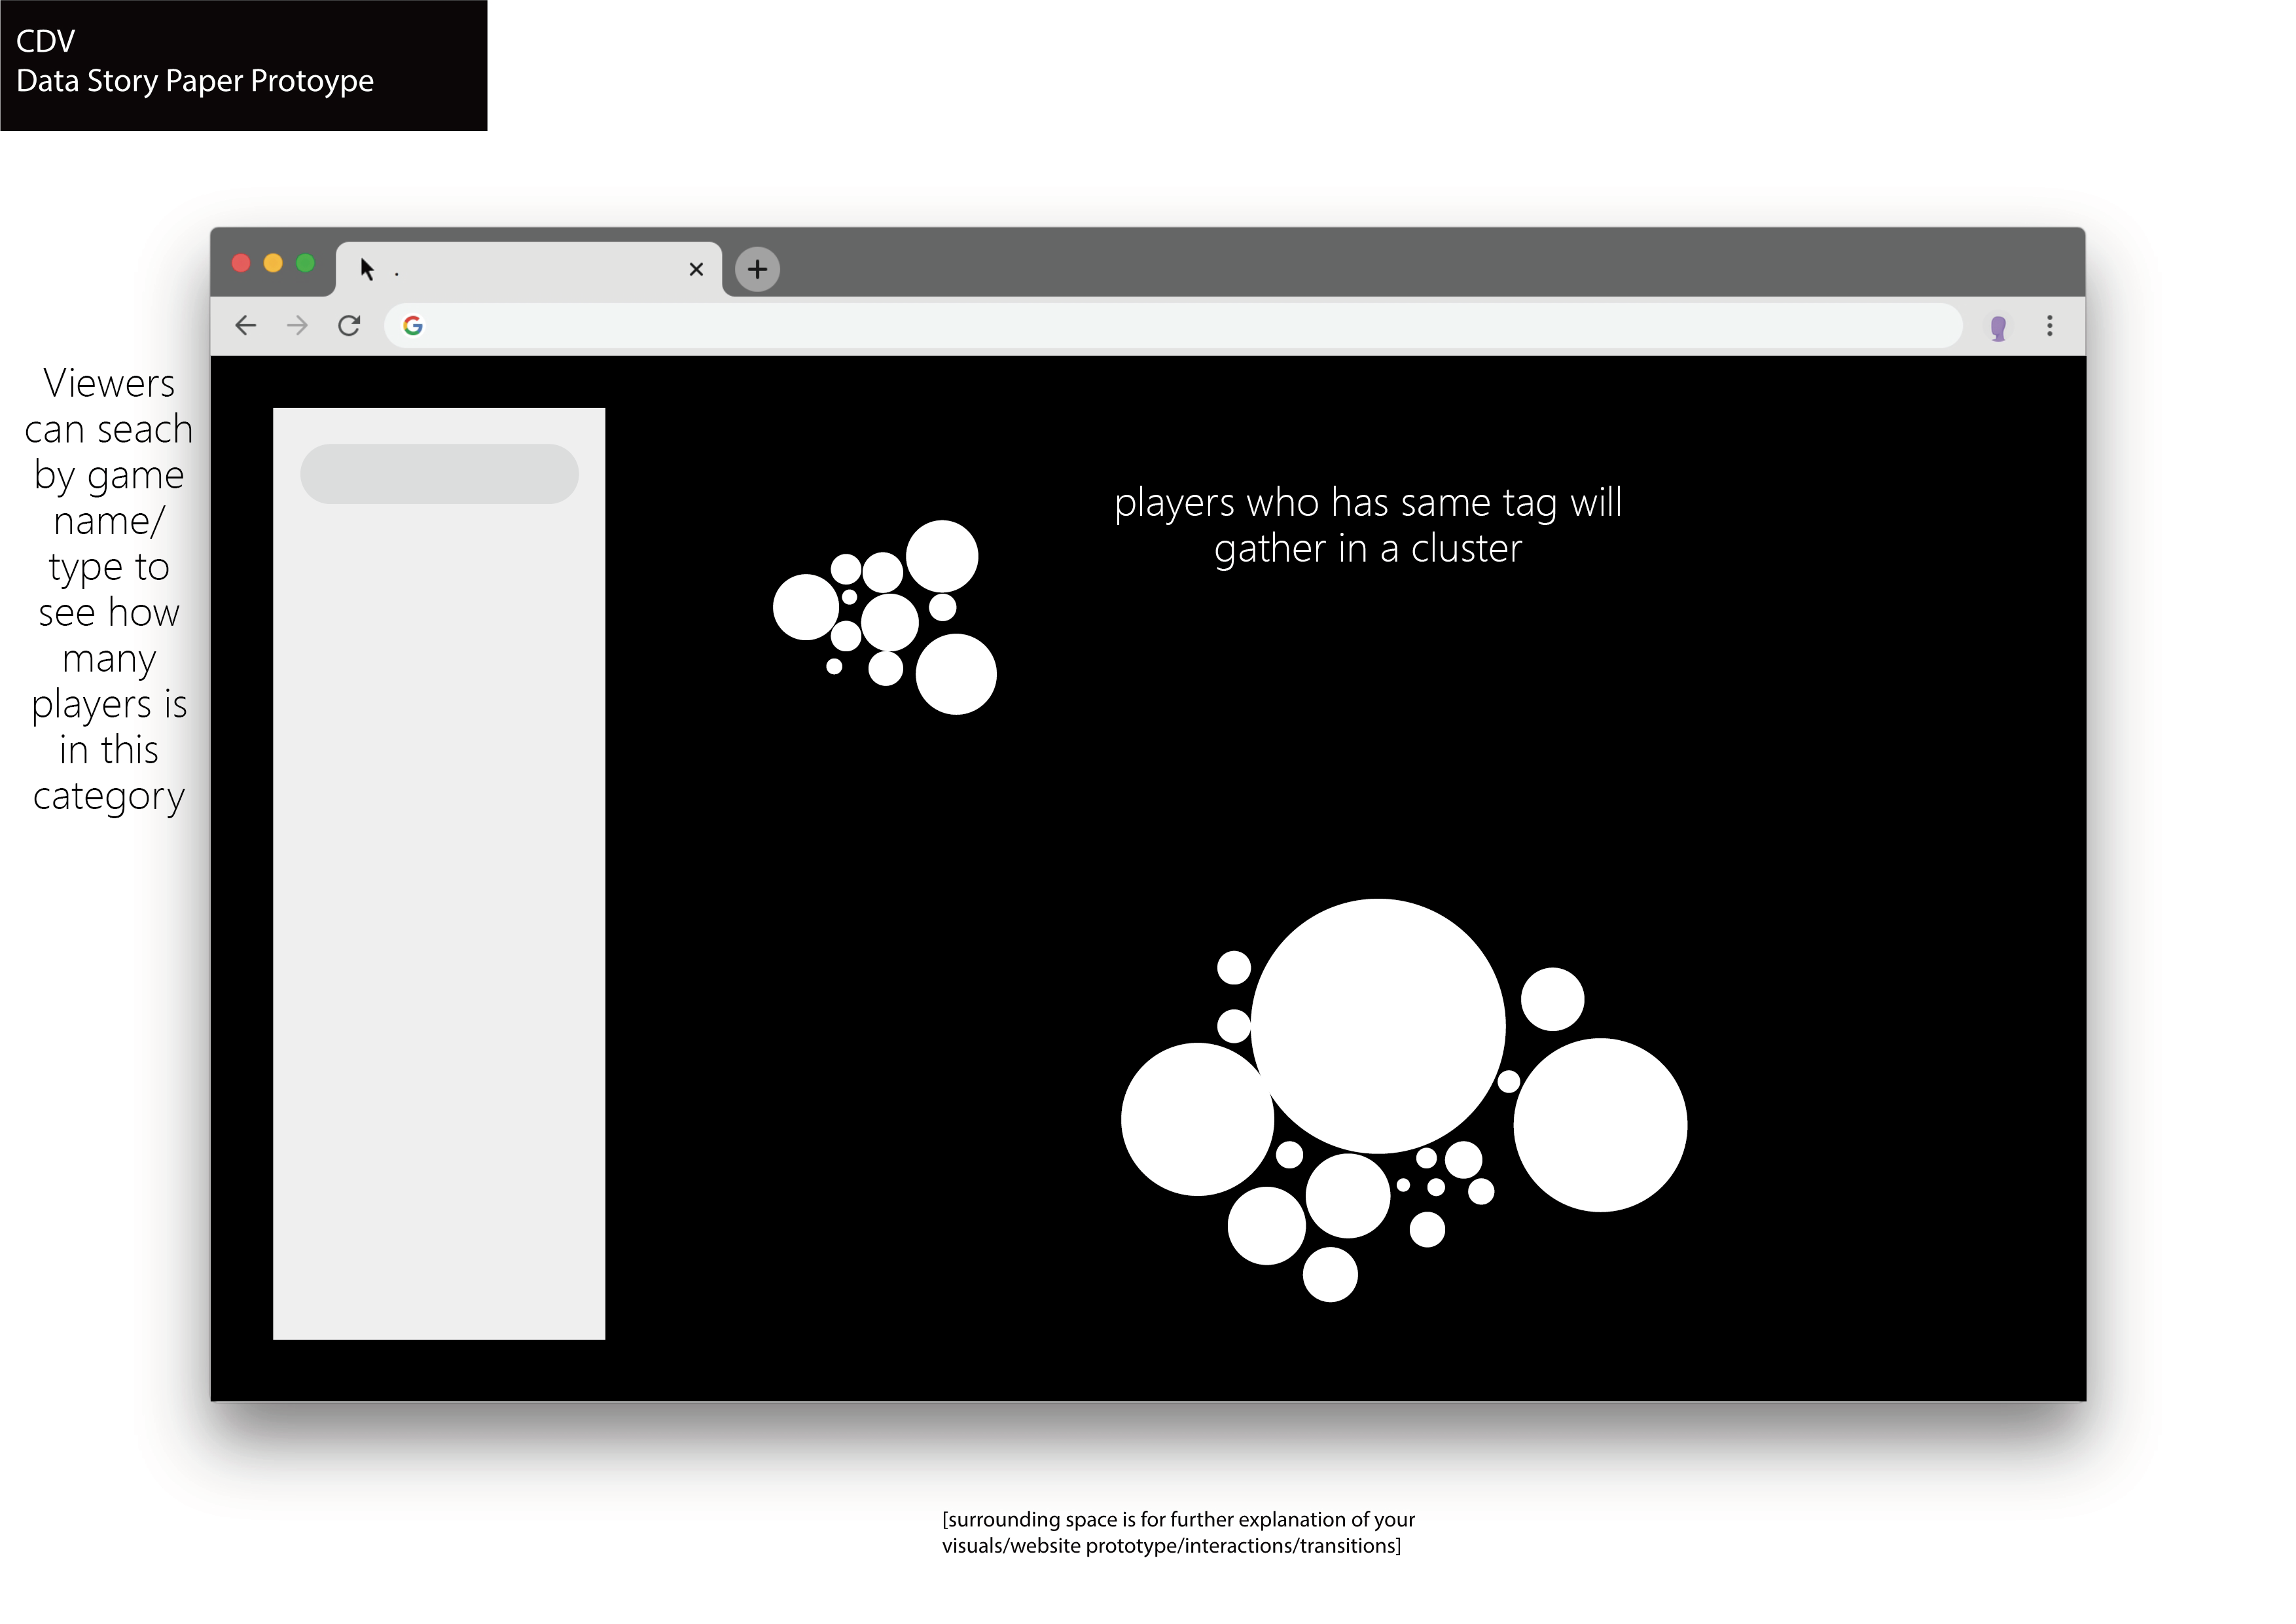 CDV
Data Story Paper Protoype
.
Viewers
can seach
by game
name/
type to
see how
many
players is
in this
category
players who has same tag will
gather in a cluster
[surrounding space is for further explanation of your
visuals/website prototype/interactions/transitions]